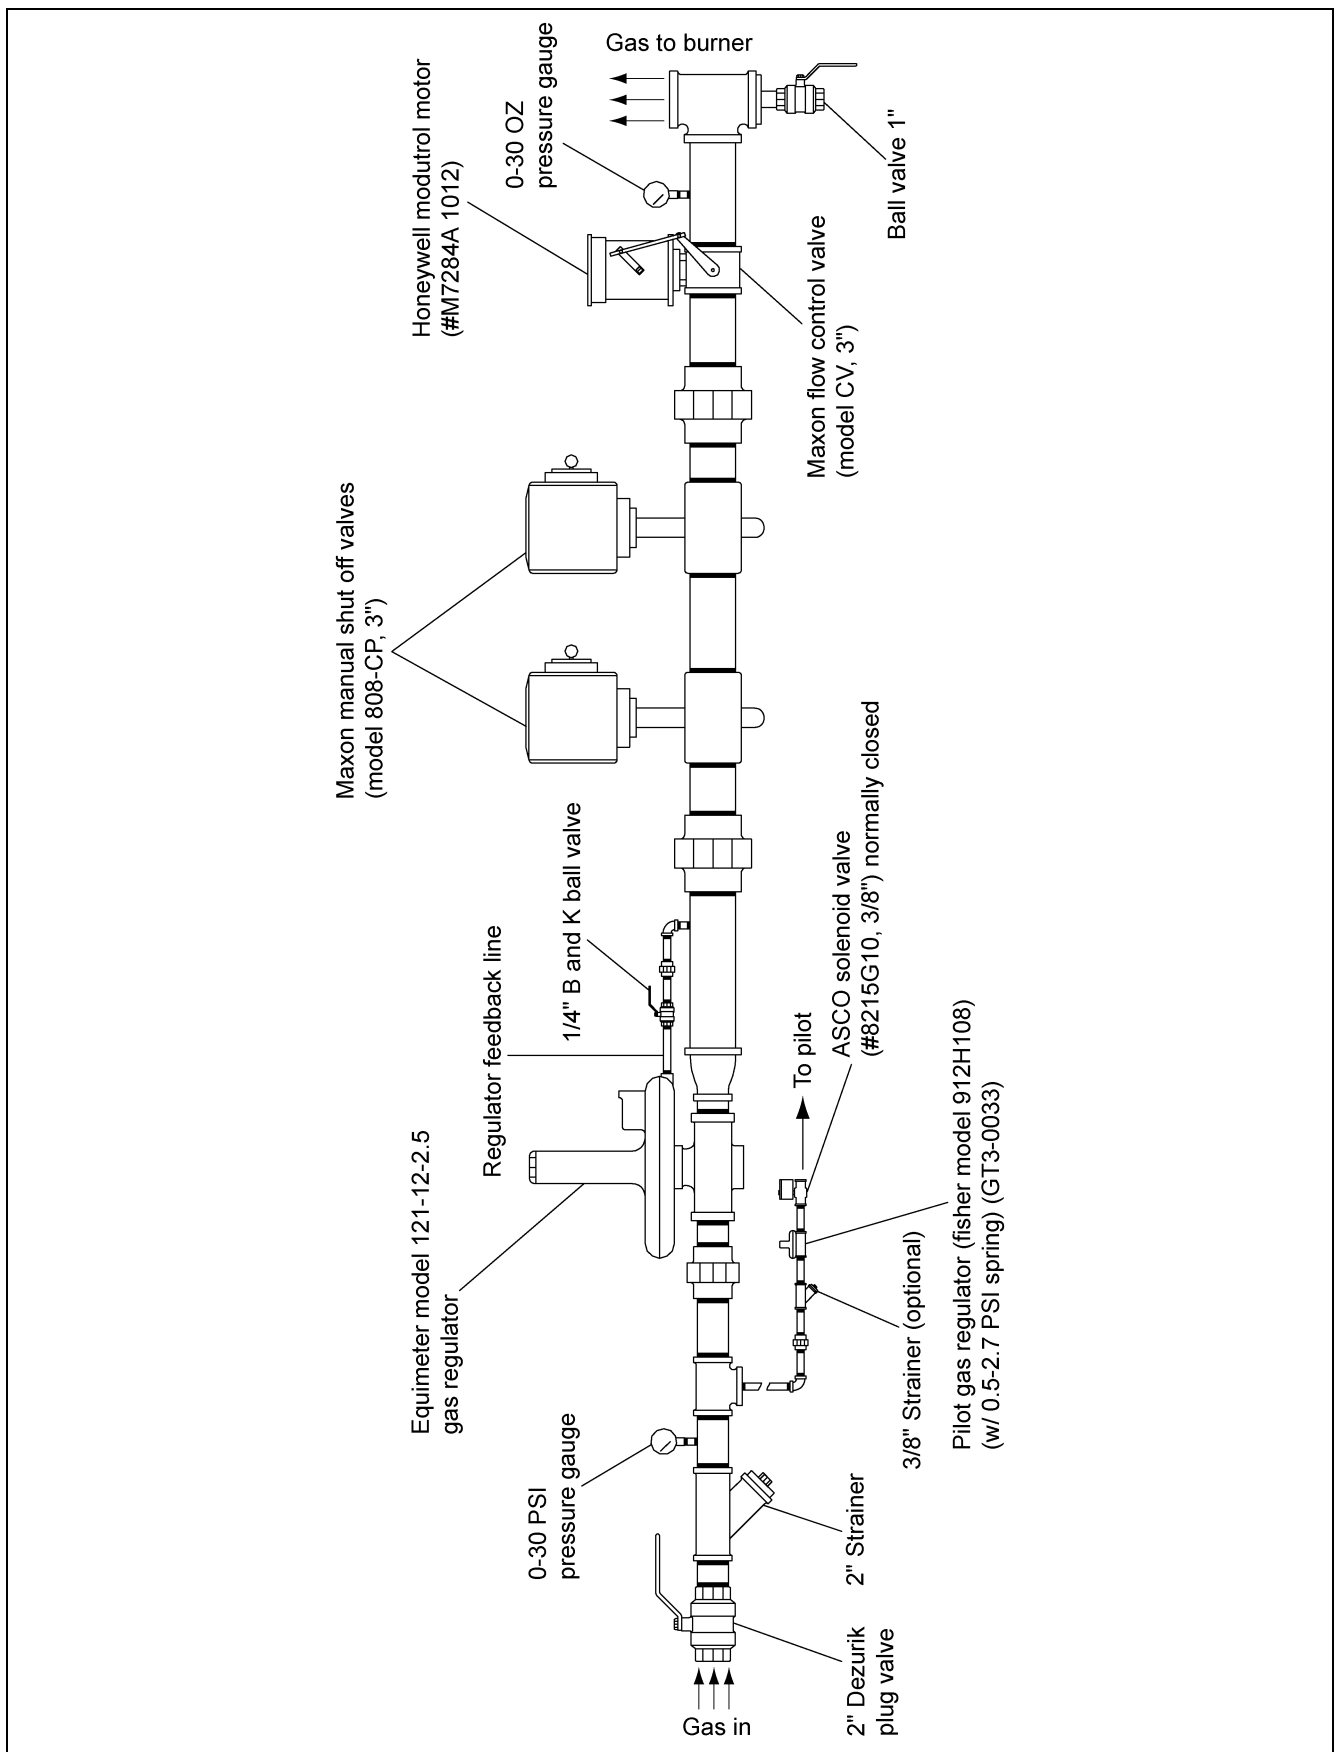 Gas to burner
0-30 OZ
pressure gauge
Honeywell modutrol motor
(#M7284A 1012)
Ball valve 1"
Maxon flow control valve
(model CV, 3")
Maxon manual shut off valves
(model 808-CP, 3")
1/4" B and K ball valve
Regulator feedback line
ASCO solenoid valve
(#8215G10, 3/8") normally closed
To pilot
Equimeter model 121-12-2.5
gas regulator
Pilot gas regulator (fisher model 912H108)
(w/ 0.5-2.7 PSI spring) (GT3-0033)
3/8" Strainer (optional)
0-30 PSI
pressure gauge
2" Strainer
2" Dezurik
plug valve
Gas in